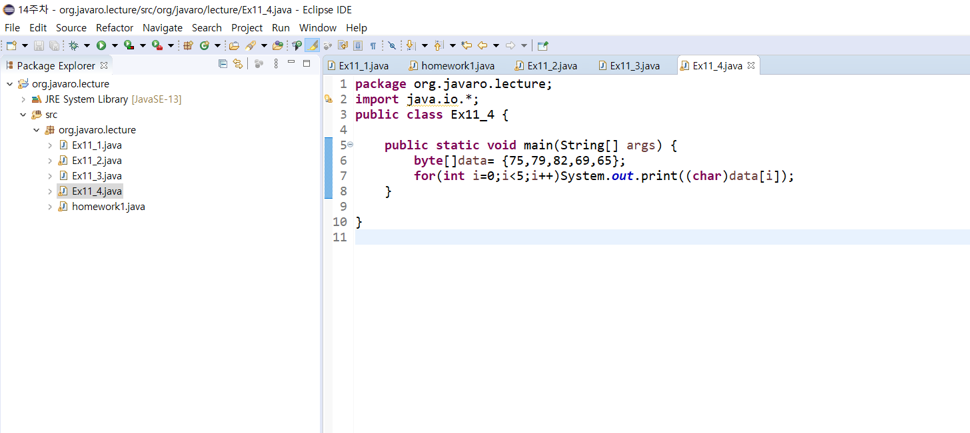 14주차 - org.javaro.lecture/src/org/javaro/lecture/Ex11_4.java - Eclipse IDE
File Edit Source Refactor Navigate Search Project Run Window Help
Package Explorer
org.javaro.lecture
JRE System Library [JavaSE-13]
src
org.javaro.lecture
Ex11_1.java
Ex11_2.java
Ex11_3.java
Ex11_4.java
homework1.java
Ex11_1.java homework1.java Ex11_2.java Ex11_3.java Ex11_4.java
1 package org.javaro.lecture;
2 import java.io.*;
3 public class Ex11_4 {
4
5 public static void main(String[] args) {
6 byte[]data= {75,79,82,69,65};
7 for(int i=0;i<5;i++)System.out.print((char)data[i]);
8 }
9
10 }
11